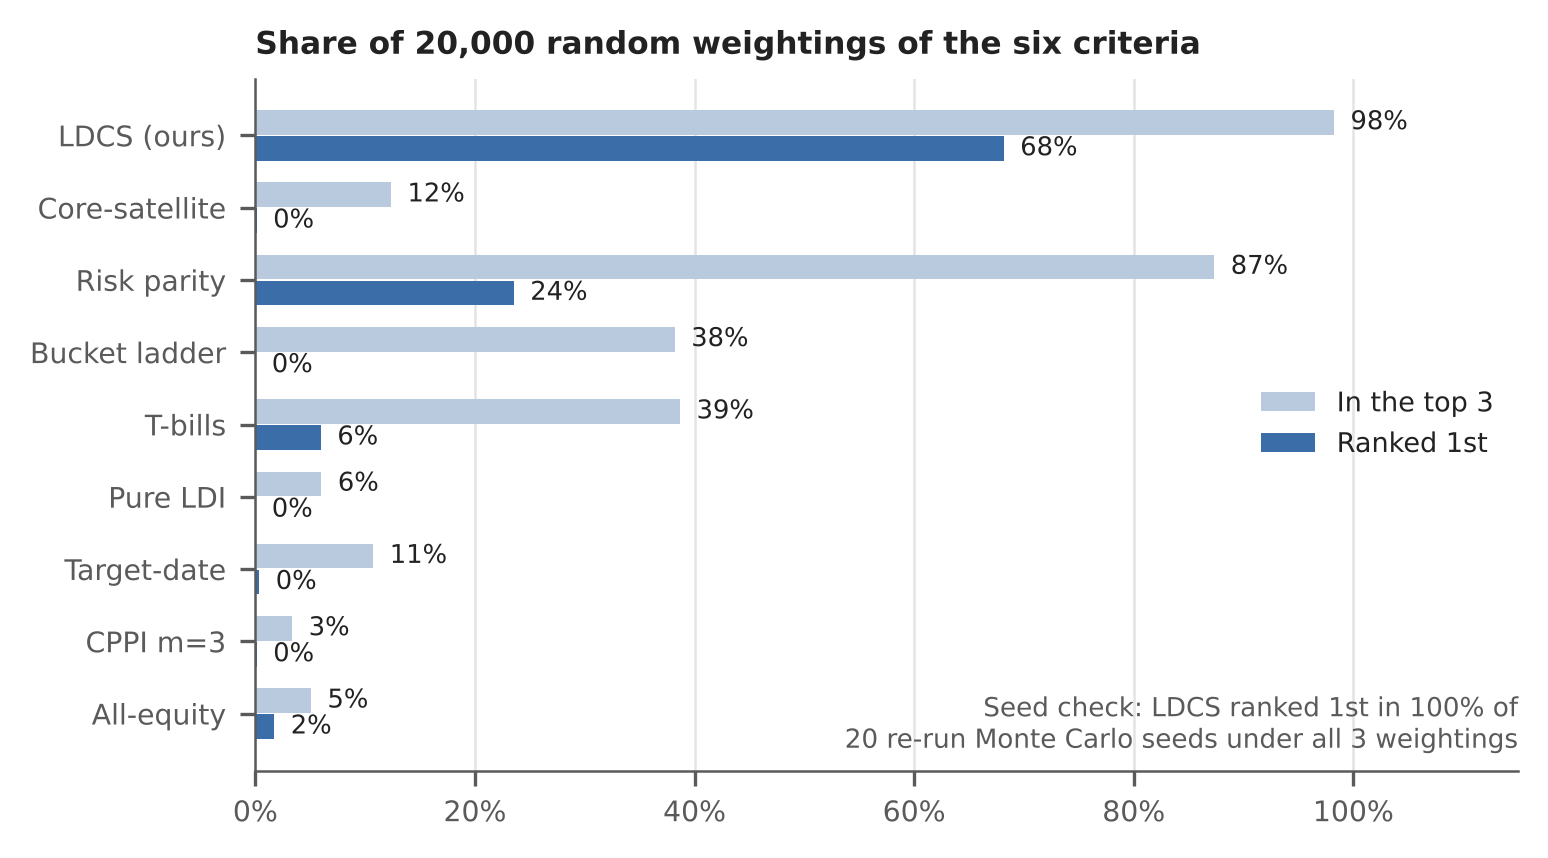 Share of 20,000 random weightings of the six criteria
LDCS (ours)
98%
68%
Core-satellite
12%
0%
Risk parity
87%
24%
Bucket ladder
38%
0%
T-bills
39%
6%
In the top 3
Ranked 1st
Pure LDI
6%
0%
Target-date
11%
0%
CPPI m=3
3%
0%
All-equity
5%
2%
Seed check: LDCS ranked 1st in 100% of
20 re-run Monte Carlo seeds under all 3 weightings
0% 20% 40% 60% 80% 100%